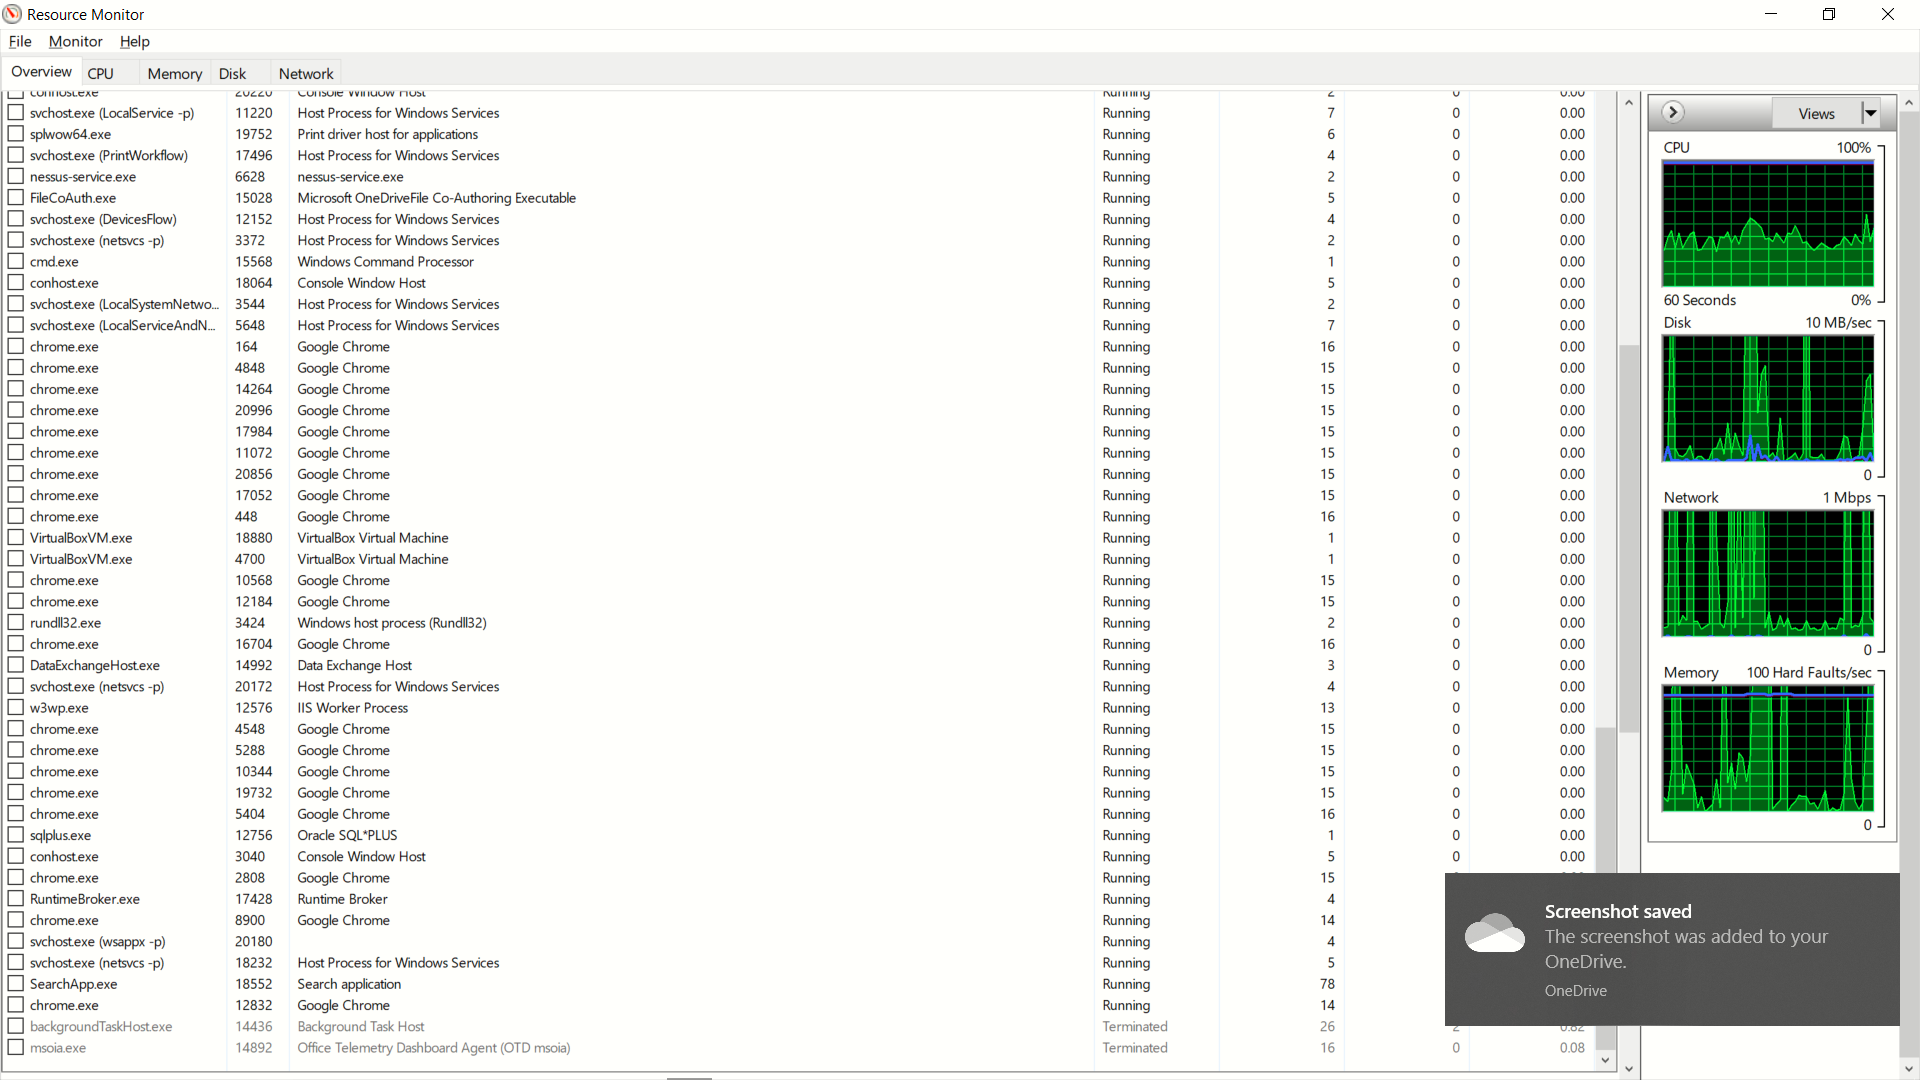 Resource Monitor
File Monitor Help
Overview CPU Memory Disk Network
conhost.exe 20220 Console Window Host Running 2 0 0.00
svchost.exe (LocalService -p) 11220 Host Process for Windows Services Running 7 0 0.00
splwow64.exe 19752 Print driver host for applications Running 6 0 0.00
svchost.exe (PrintWorkflow) 17496 Host Process for Windows Services Running 4 0 0.00
nessus-service.exe 6628 nessus-service.exe Running 2 0 0.00
FileCoAuth.exe 15028 Microsoft OneDriveFile Co-Authoring Executable Running 5 0 0.00
svchost.exe (DevicesFlow) 12152 Host Process for Windows Services Running 4 0 0.00
svchost.exe (netsvcs -p) 3372 Host Process for Windows Services Running 2 0 0.00
cmd.exe 15568 Windows Command Processor Running 1 0 0.00
conhost.exe 18064 Console Window Host Running 5 0 0.00
svchost.exe (LocalSystemNetwo... 3544 Host Process for Windows Services Running 2 0 0.00
svchost.exe (LocalServiceAndN... 5648 Host Process for Windows Services Running 7 0 0.00
chrome.exe 164 Google Chrome Running 16 0 0.00
chrome.exe 4848 Google Chrome Running 15 0 0.00
chrome.exe 14264 Google Chrome Running 15 0 0.00
chrome.exe 20996 Google Chrome Running 15 0 0.00
chrome.exe 17984 Google Chrome Running 15 0 0.00
chrome.exe 11072 Google Chrome Running 15 0 0.00
chrome.exe 20856 Google Chrome Running 15 0 0.00
chrome.exe 17052 Google Chrome Running 15 0 0.00
chrome.exe 448 Google Chrome Running 16 0 0.00
VirtualBoxVM.exe 18880 VirtualBox Virtual Machine Running 1 0 0.00
VirtualBoxVM.exe 4700 VirtualBox Virtual Machine Running 1 0 0.00
chrome.exe 10568 Google Chrome Running 15 0 0.00
chrome.exe 12184 Google Chrome Running 15 0 0.00
rundll32.exe 3424 Windows host process (Rundll32) Running 2 0 0.00
chrome.exe 16704 Google Chrome Running 16 0 0.00
DataExchangeHost.exe 14992 Data Exchange Host Running 3 0 0.00
svchost.exe (netsvcs -p) 20172 Host Process for Windows Services Running 4 0 0.00
w3wp.exe 12576 IIS Worker Process Running 13 0 0.00
chrome.exe 4548 Google Chrome Running 15 0 0.00
chrome.exe 5288 Google Chrome Running 15 0 0.00
chrome.exe 10344 Google Chrome Running 15 0 0.00
chrome.exe 19732 Google Chrome Running 15 0 0.00
chrome.exe 5404 Google Chrome Running 16 0 0.00
sqlplus.exe 12756 Oracle SQL*PLUS Running 1 0 0.00
conhost.exe 3040 Console Window Host Running 5 0 0.00
chrome.exe 2808 Google Chrome Running 15
RuntimeBroker.exe 17428 Runtime Broker Running 4
chrome.exe 8900 Google Chrome Running 14
svchost.exe (wsappx -p) 20180 Running 4
svchost.exe (netsvcs -p) 18232 Host Process for Windows Services Running 5
SearchApp.exe 18552 Search application Running 78
chrome.exe 12832 Google Chrome Running 14
backgroundTaskHost.exe 14436 Background Task Host Terminated 26
msoia.exe 14892 Office Telemetry Dashboard Agent (OTD msoia) Terminated 16 0 0.08
Views
CPU 100%
60 Seconds 0%
Disk 10 MB/sec
0
Network 1 Mbps
0
Memory 100 Hard Faults/sec
0
Screenshot saved
The screenshot was added to your
OneDrive.
OneDrive